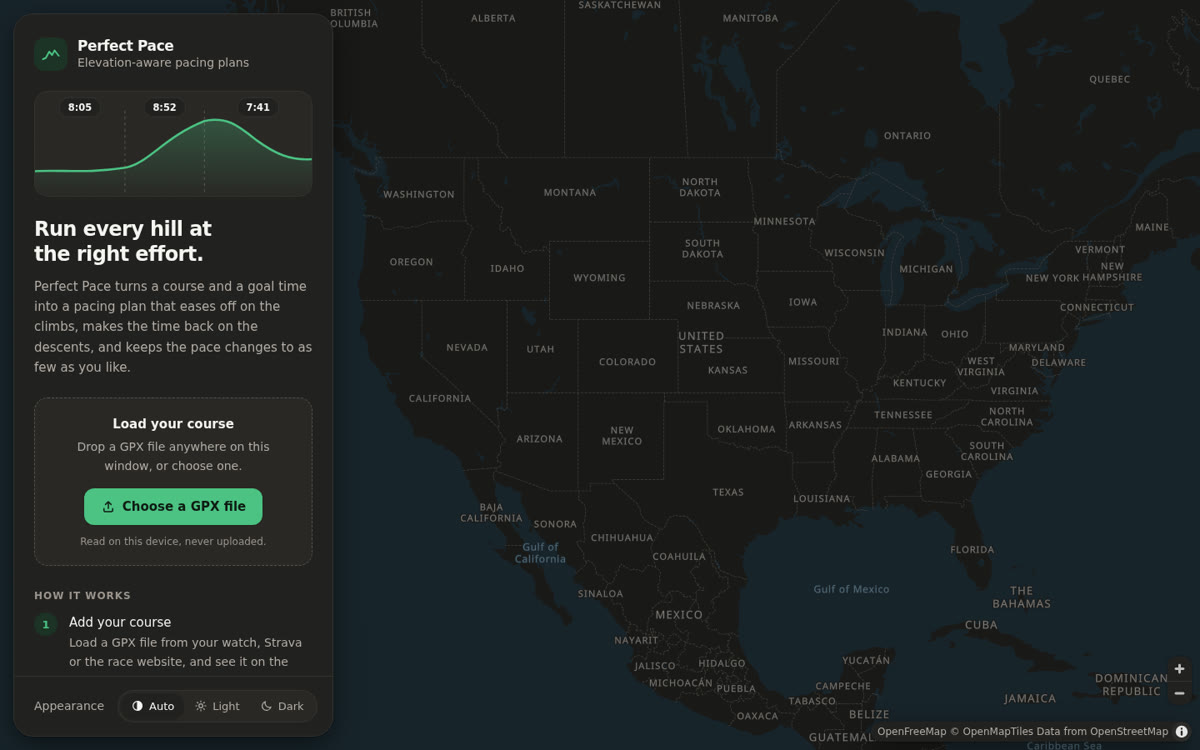 Perfect Pace
Elevation-aware pacing plans
8:05
8:52
7:41
Run every hill at
the right effort.
Perfect Pace turns a course and a goal time
into a pacing plan that eases off on the
climbs, makes the time back on the
descents, and keeps the pace changes to as
few as you like.
Load your course
Drop a GPX file anywhere on this
window, or choose one.
Choose a GPX file
Read on this device, never uploaded.
HOW IT WORKS
1
Add your course
Load a GPX file from your watch, Strava
or the race website, and see it on the
Appearance
Auto
Light
Dark
BRITISH
OLUMBIA
ALBERTA
SASKATCHEWAN
MANITOBA
QUEBEC
ONTARIO
WASHINGTON
MONTANA
NORTH
DAKOTA
MINNESOTA
MAINE
OREGON
IDAHO
WYOMING
SOUTH
DAKOTA
WISCONSIN
MICHIGAN
VERMONT
NEW YORK
NEW
HAMPSHIRE
NEBRASKA
IOWA
CONNECTICUT
NEVADA
UTAH
COLORADO
UNITED
STATES
KANSAS
MISSOURI
INDIANA
OHIO
MARYLAND
DELAWARE
WEST
VIRGINIA
KENTUCKY
VIRGINIA
CALIFORNIA
ARIZONA
NEW
MEXICO
OKLAHOMA
ARKANSAS
TENNESSEE
NORTH
CAROLINA
SOUTH
CAROLINA
ALABAMA
GEORGIA
TEXAS
LOUISIANA
BAJA
CALIFORNIA
SONORA
CHIHUAHUA
Gulf of
California
COAHUILA
FLORIDA
Gulf of Mexico
SINALOA
THE
BAHAMAS
MEXICO
CUBA
NAYARIT
JALISCO
HIDALGO
YUCATÁN
MICHOACÁN
PUEBLA
CAMPECHE
TABASCO
OAXACA
BELIZE
JAMAICA
DOMINICAN
REPUBLIC
GUATEMAL
OpenFreeMap © OpenMapTiles Data from OpenStreetMap
Caribbean Sea